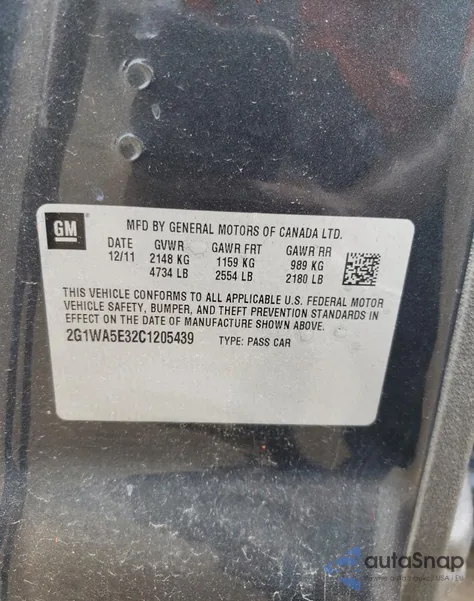 GM
MFD BY GENERAL MOTORS OF CANADA LTD.
DATE GVWR GAWR FRT GAWR RR
12/11 2148 KG 1159 KG 989 KG
4734 LB 2554 LB 2180 LB
THIS VEHICLE CONFORMS TO ALL APPLICABLE U.S. FEDERAL MOTOR
VEHICLE SAFETY, BUMPER, AND THEFT PREVENTION STANDARDS IN
EFFECT ON THE DATE OF MANUFACTURE SHOWN ABOVE.
2G1WA5E32C1205439 TYPE: PASS CAR
autoSnap